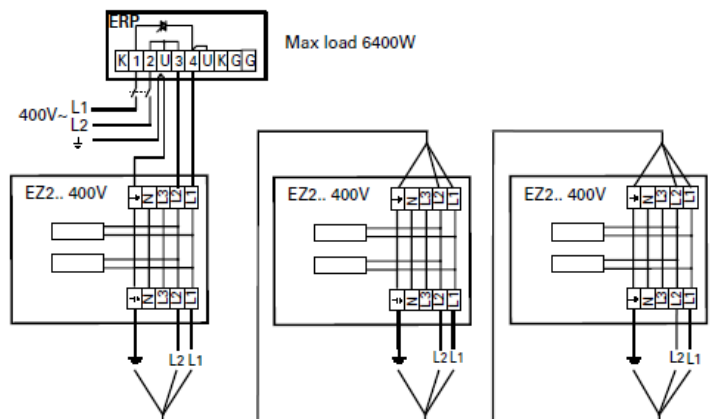 ERP
Max load 6400W
K 1 2 U 3 4 U K G G
400V~ L1
L2
EZ2.. 400V
N L3 L2 L1
N L3 L2 L1
L2 L1
EZ2.. 400V
N L3 L2 L1
N L3 L2 L1
L2 L1
EZ2.. 400V
N L3 L2 L1
N L3 L2 L1
L2 L1